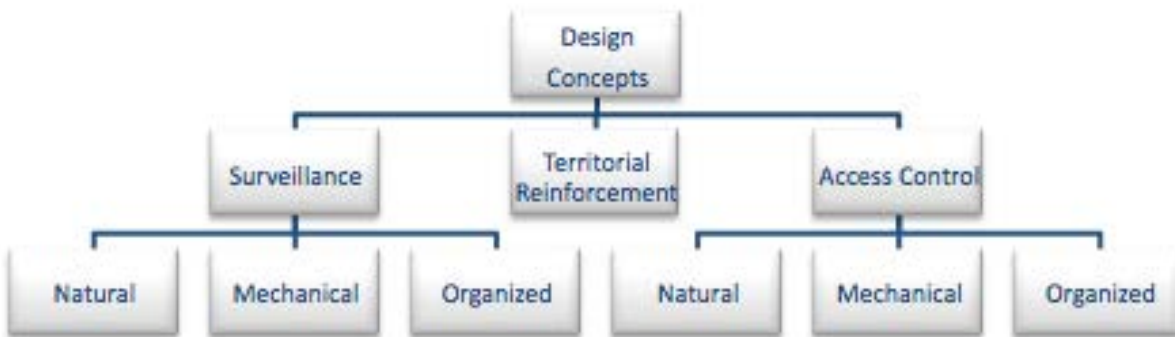 Design
Concepts
Surveillance
Territorial
Reinforcement
Access Control
Natural
Mechanical
Organized
Natural
Mechanical
Organized